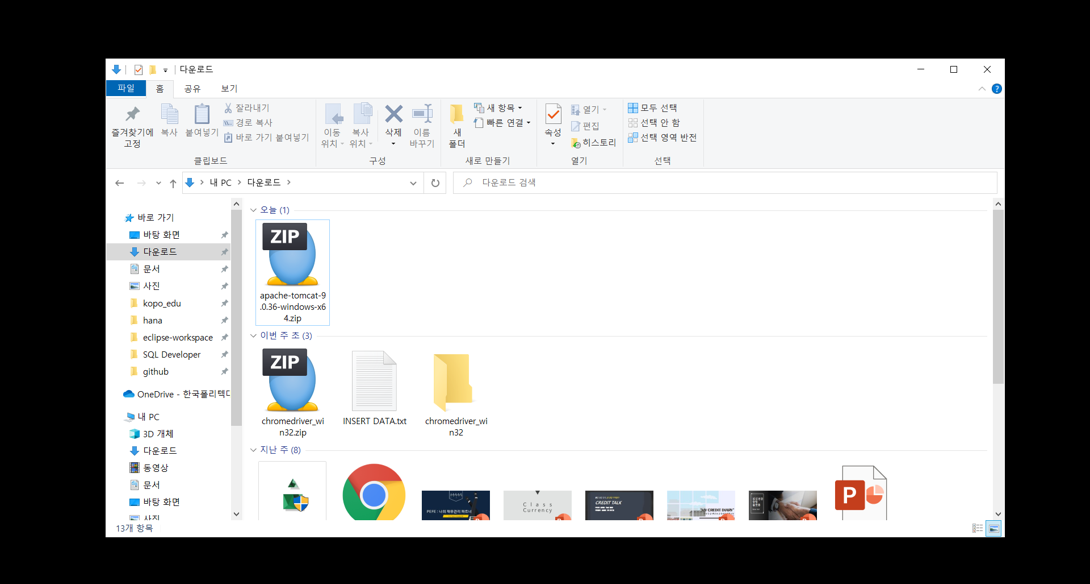 다운로드
파일 홈 공유 보기
즐겨찾기에
고정
복사
붙여넣기
잘라내기
경로 복사
바로 가기 붙여넣기
클립보드
이동
위치
복사
위치
삭제
이름
바꾸기
구성
새
폴더
새 항목
빠른 연결
새로 만들기
속성
열기
편집
히스토리
열기
모두 선택
선택 안 함
선택 영역 반전
선택
내 PC > 다운로드 >
다운로드 검색
바로 가기
바탕 화면
다운로드
문서
사진
kopo_edu
hana
eclipse-workspace
SQL Developer
github
OneDrive - 한국폴리텍
내 PC
3D 개체
다운로드
동영상
문서
바탕 화면
사진
오늘 (1)
ZIP
apache-tomcat-9
.0.36-windows-x6
4.zip
이번 주 초 (3)
ZIP
chromedriver_wi
n32.zip
INSERT DATA.txt
chromedriver_wi
n32
지난 주 (8)
Class
Currency
CREDIT TALK
P
13개 항목